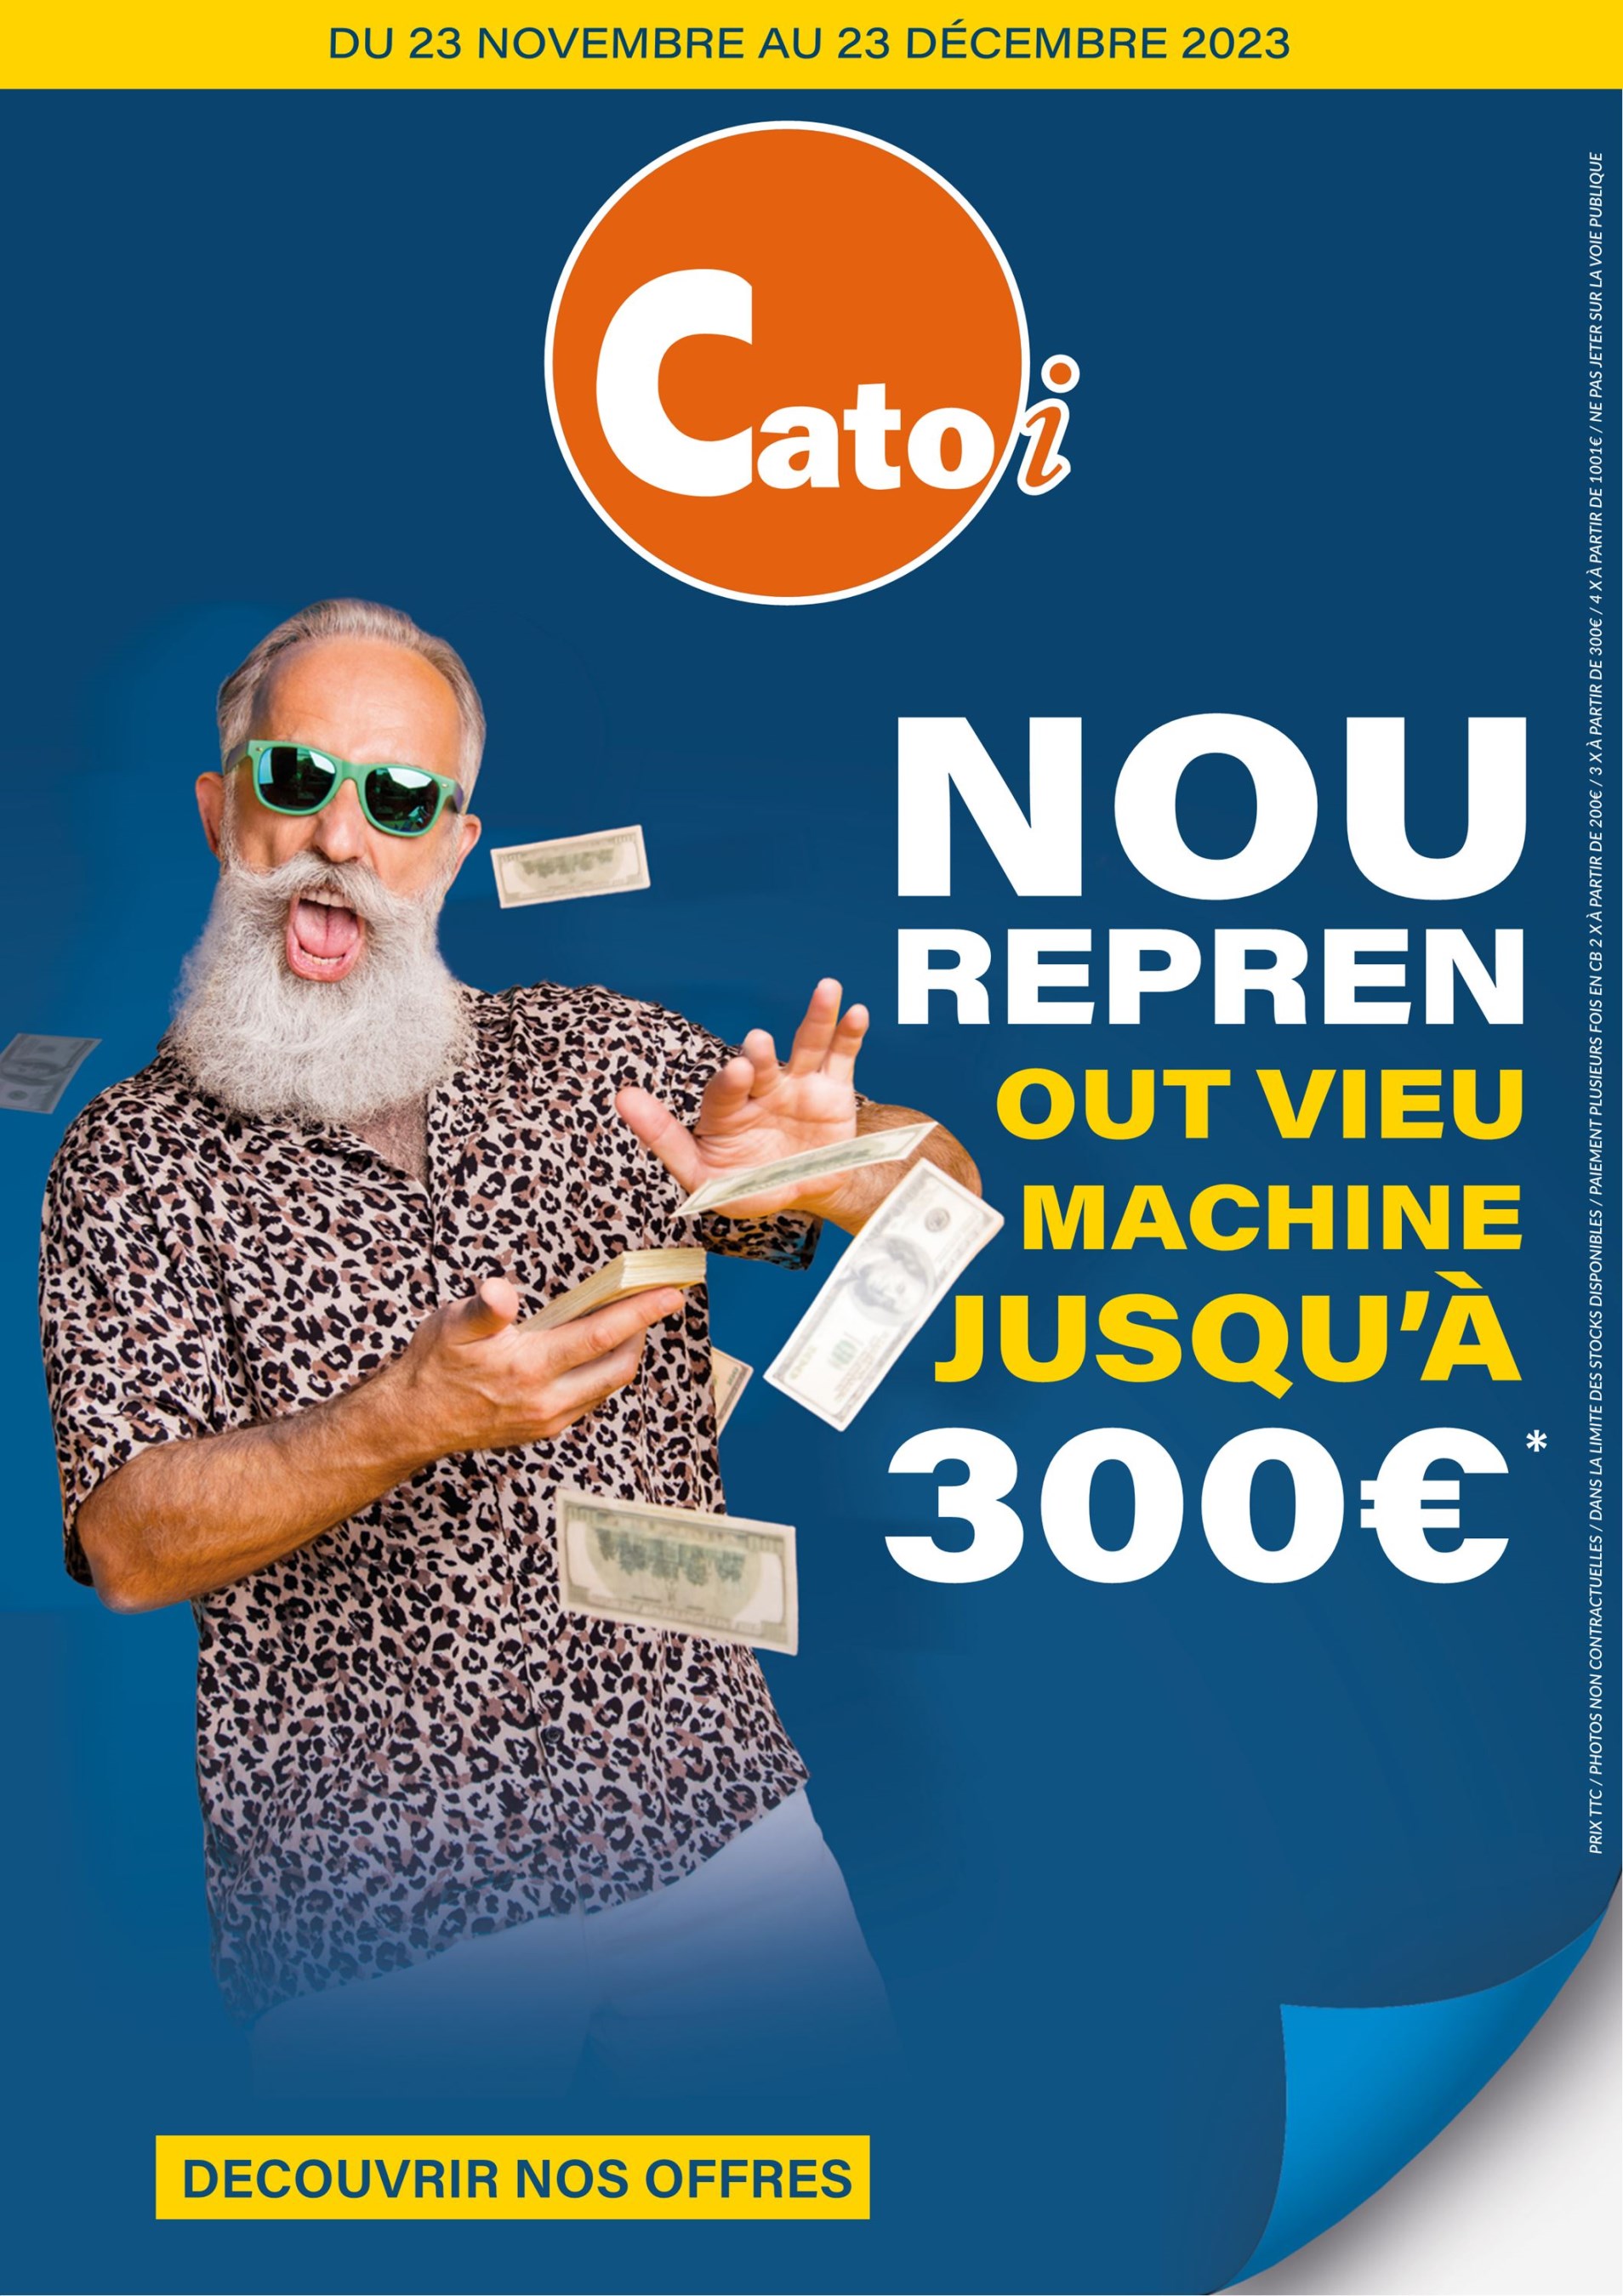 DU 23 NOVEMBRE AU 23 DÉCEMBRE 2023
Catoi
NOU
REPREN
OUT VIEU
MACHINE
JUSQU'À
300€*
PRIX TTC / PHOTOS NON CONTRACTUELLES / DANS LA LIMITE DES STOCKS DISPONIBLES / PAIEMENT PLUSIEURS FOIS EN CB 2 X À PARTIR DE 200€ / 3 X À PARTIR DE 300€ / 4 X À PARTIR DE 1001€ / NE PAS JETER SUR LA VOIE PUBLIQUE
DECOUVRIR NOS OFFRES